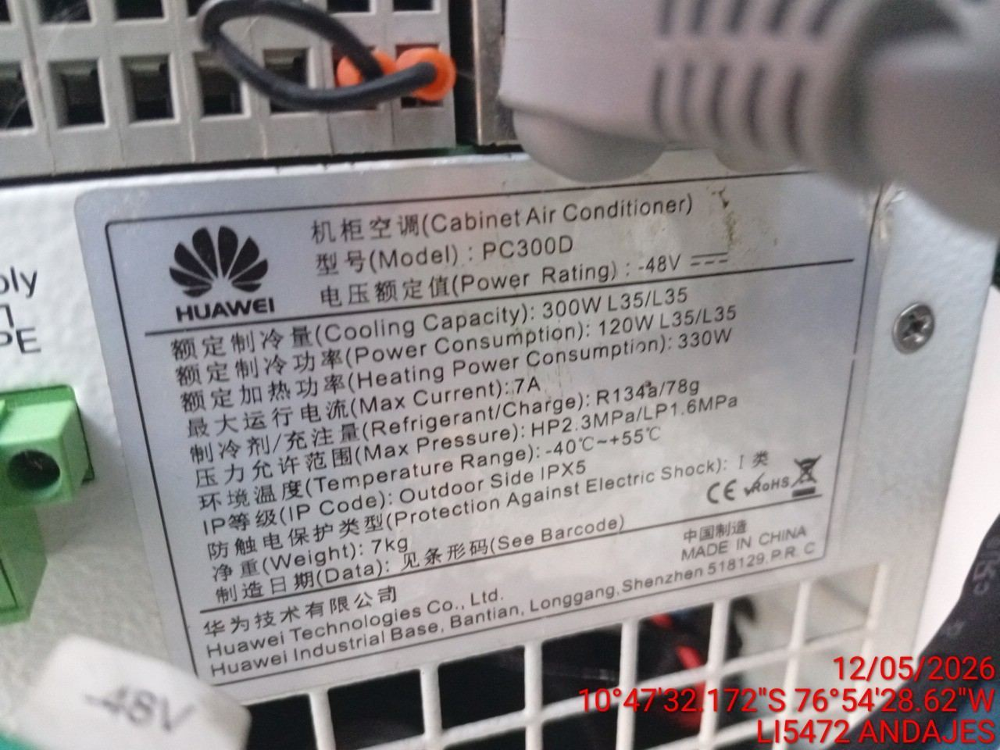 HUAWEI
机柜空调(Cabinet Air Conditioner)
型号(Model) : PC300D
电压额定值(Power Rating) : -48V
额定制冷量(Cooling Capacity): 300W L35/L35
额定制冷功率(Power Consumption): 120W L35/L35
额定加热功率(Heating Power Consumption): 330W
最大运行电流(Max Current): 7A
制冷剂/充注量(Refrigerant/Charge): R134a/78g
压力允许范围(Max Pressure): HP2.3MPa/LP1.6MPa
环境温度(Temperature Range): -40℃~+55℃
IP等级(IP Code): Outdoor Side IPX5
防触电保护类型(Protection Against Electric Shock): I 类
净重(Weight): 7kg
CE RoHS
制造日期(Data): 见条形码(See Barcode)
中国制造
MADE IN CHINA
华为技术有限公司
Huawei Technologies Co., Ltd.
Huawei Industrial Base, Bantian, Longgang,Shenzhen 518129,P.R. C
PE
-48V
12/05/2026
10°47'32.172"S 76°54'28.62"W
LI5472 ANDAJES